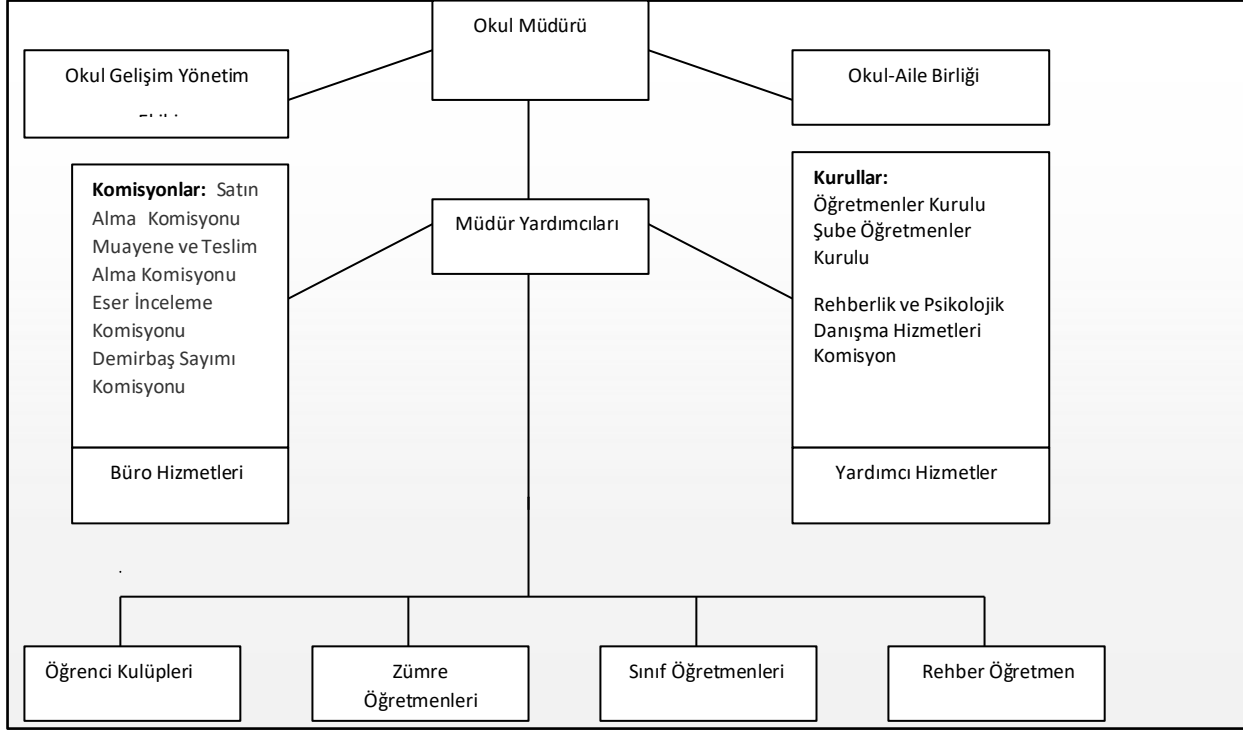 Okul Müdürü
Okul Gelişim Yönetim
Okul-Aile Birliği
Komisyonlar: Satın
Alma Komisyonu
Muayene ve Teslim
Alma Komisyonu
Eser İnceleme
Komisyonu
Demirbaş Sayımı
Komisyonu
Müdür Yardımcıları
Kurullar:
Öğretmenler Kurulu
Şube Öğretmenler
Kurulu
Rehberlik ve Psikolojik
Danışma Hizmetleri
Komisyon
Büro Hizmetleri
Yardımcı Hizmetler
.
Öğrenci Kulüpleri
Zümre
Öğretmenleri
Sınıf Öğretmenleri
Rehber Öğretmen